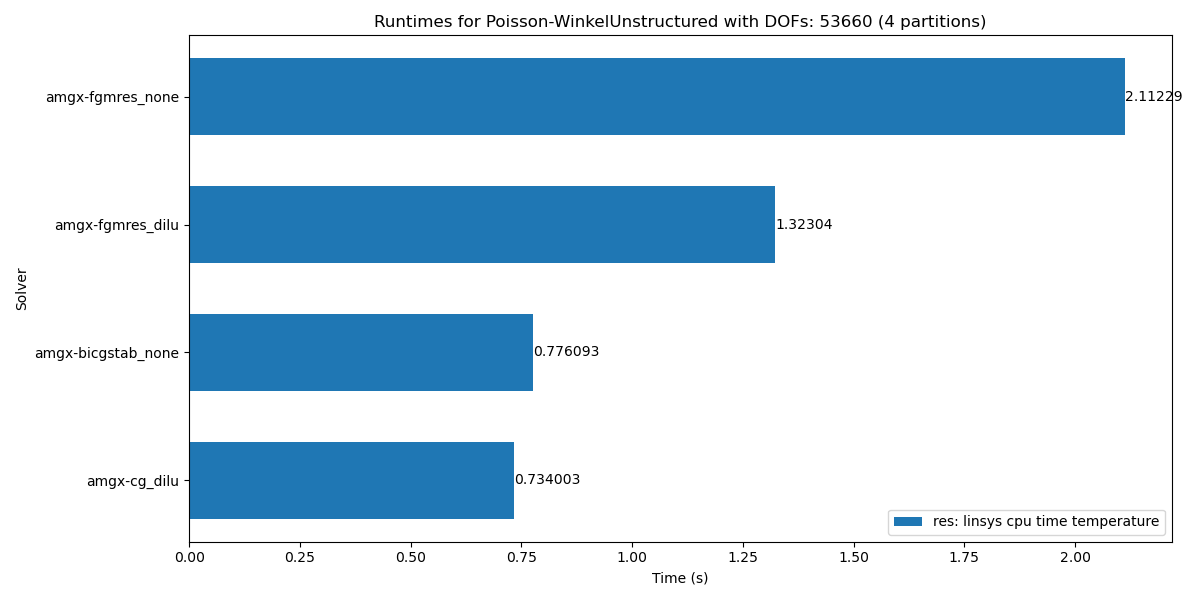 Runtimes for Poisson-WinkelUnstructured with DOFs: 53660 (4 partitions)
amgx-fgmres_none
2.11229
amgx-fgmres_dilu
1.32304
Solver
amgx-bicgstab_none
0.776093
amgx-cg_dilu
0.734003
res: linsys cpu time temperature
0.00 0.25 0.50 0.75 1.00 1.25 1.50 1.75 2.00
Time (s)